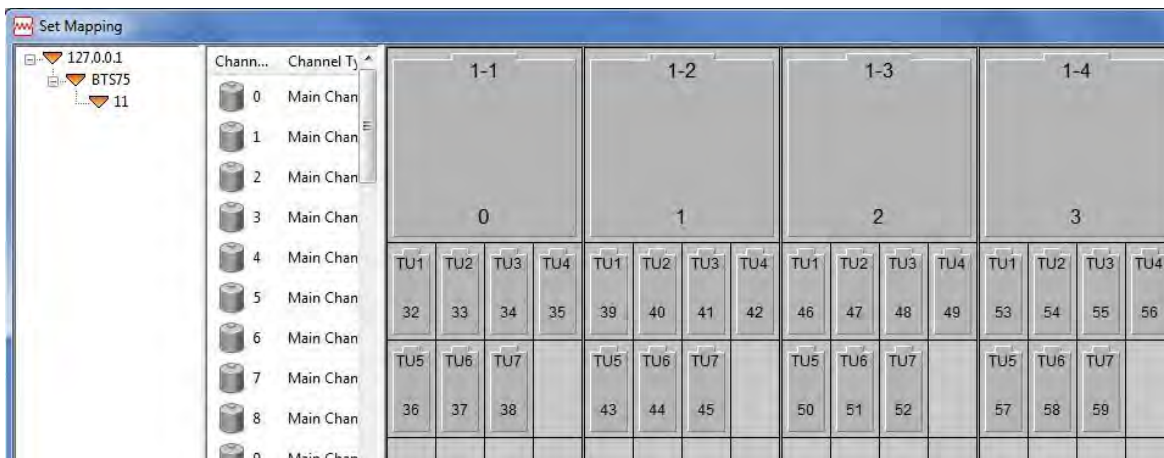 Set Mapping
127.0.0.1
BTS75
11
Chann... Channel Ty
0 Main Chan
1 Main Chan
2 Main Chan
3 Main Chan
4 Main Chan
5 Main Chan
6 Main Chan
7 Main Chan
8 Main Chan
9 Main Chan
1-1 1-2 1-3 1-4
0 1 2 3
TU1 TU2 TU3 TU4 TU1 TU2 TU3 TU4 TU1 TU2 TU3 TU4 TU1 TU2 TU3 TU4
32 33 34 35 39 40 41 42 46 47 48 49 53 54 55 56
TU5 TU6 TU7 TU5 TU6 TU7 TU5 TU6 TU7 TU5 TU6 TU7
36 37 38 43 44 45 50 51 52 57 58 59